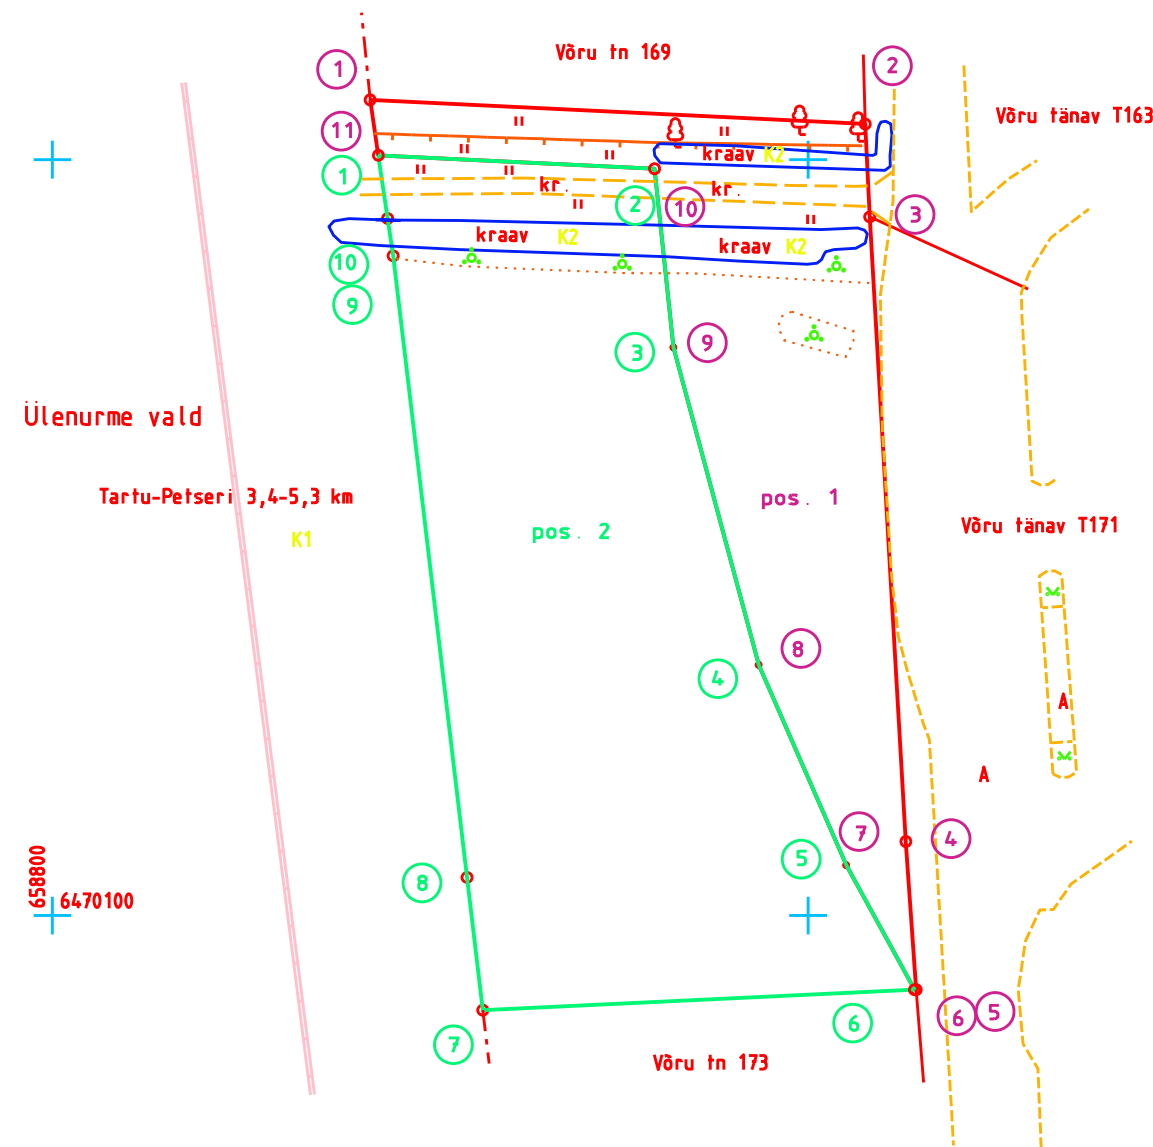 Võru tn 169
1
2
11
Võru tänav T163
"
"
"
"
"
"
"
"
kraav K2
1
kr.
kr.
2
10
3
kraav K2
kraav K2
10
9
3
9
Ülenurme vald
Tartu-Petseri 3,4-5,3 km
K1
pos. 1
pos. 2
Võru tänav T171
8
4
A
A
7
4
5
8
658800
6470100
6
5
6
7
Võru tn 173